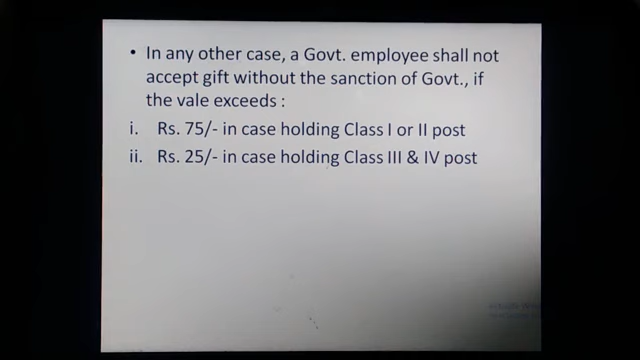 • In any other case, a Govt. employee shall not
accept gift without the sanction of Govt., if
the vale exceeds :
i. Rs. 75/- in case holding Class I or II post
ii. Rs. 25/- in case holding Class III & IV post